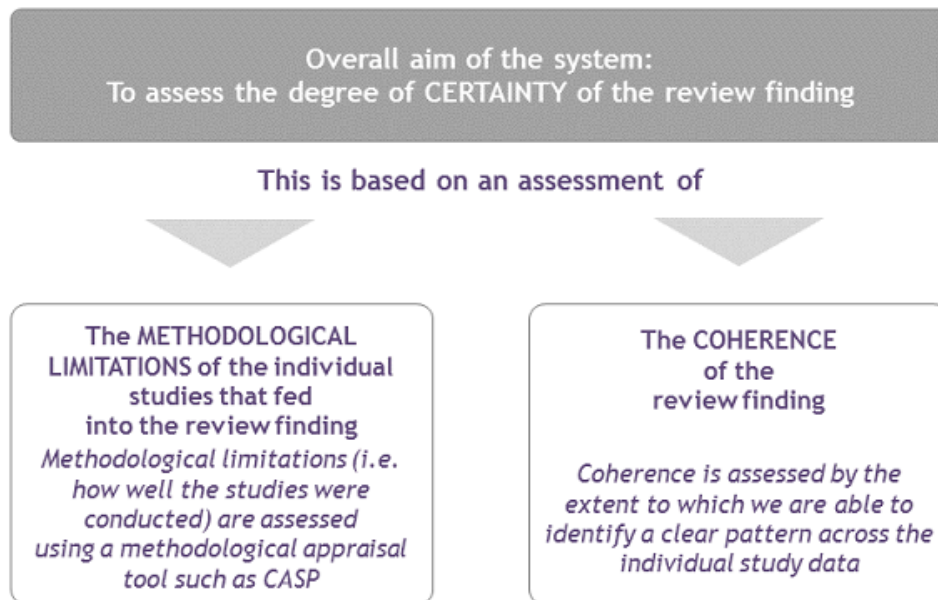 Overall aim of the system:
To assess the degree of CERTAINTY of the review finding
This is based on an assessment of
The METHODOLOGICAL
LIMITATIONS of the individual
studies that fed
into the review finding
Methodological limitations (i.e.
how well the studies were
conducted) are assessed
using a methodological appraisal
tool such as CASP
The COHERENCE
of the
review finding
Coherence is assessed by the
extent to which we are able to
identify a clear pattern across the
individual study data